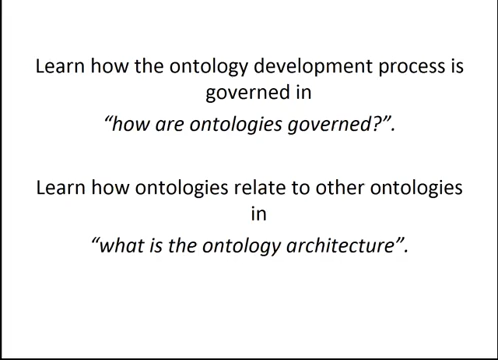 Learn how the ontology development process is
governed in
“how are ontologies governed?”.
Learn how ontologies relate to other ontologies
in
“what is the ontology architecture”.